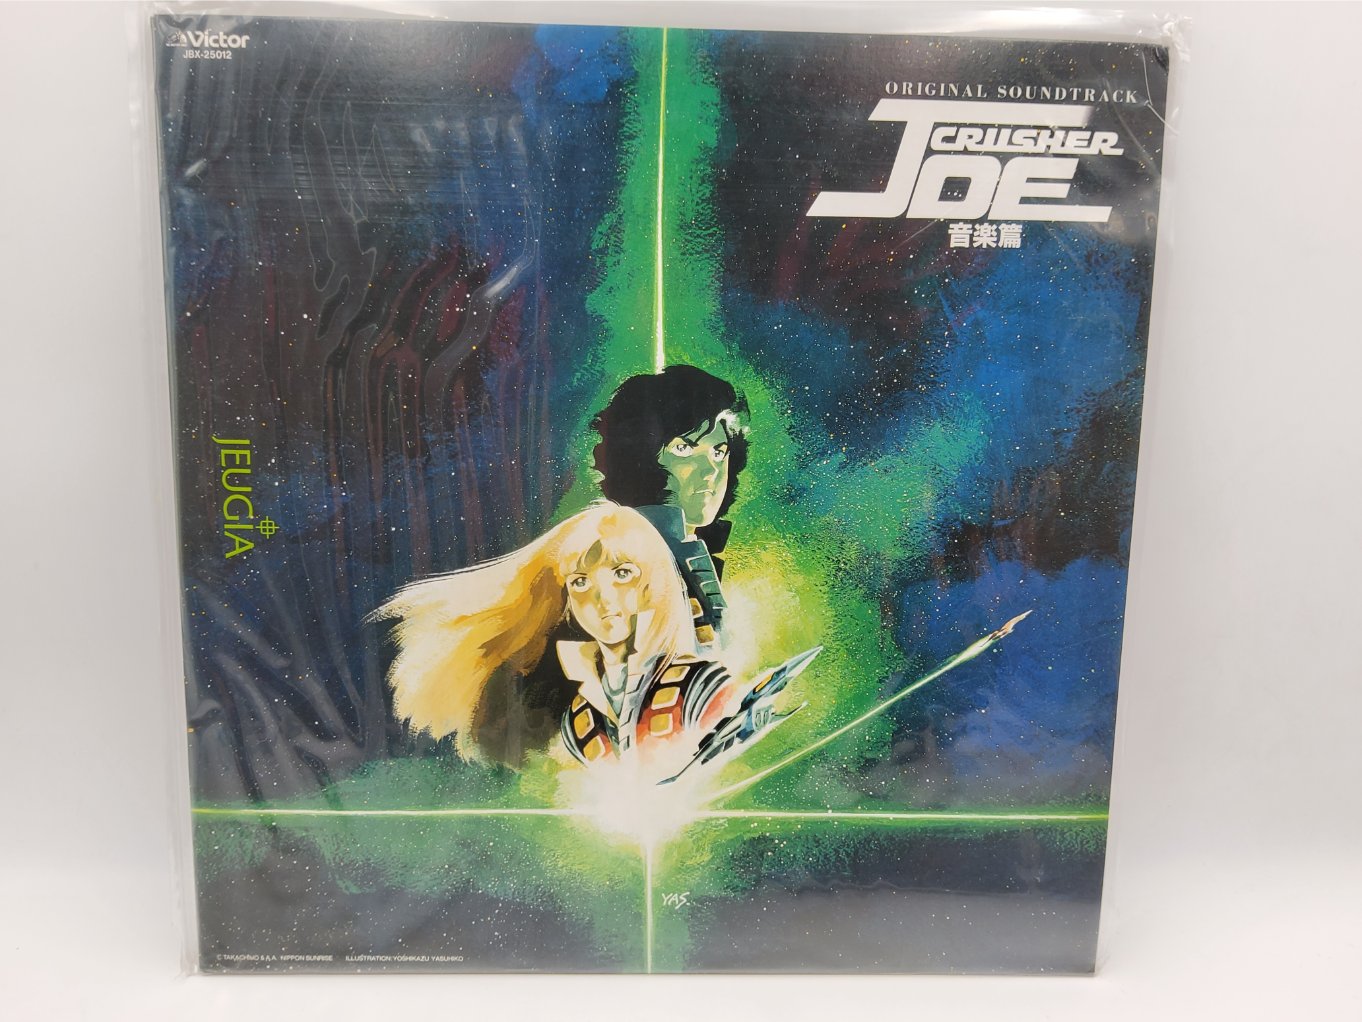 Victor
JBX-25012
ORIGINAL SOUNDTRACK
CRUSHER
JOE
音楽篇
JEUGIA
YAS.
© TAKACHIHO & A.A. NIPPON SUNRISE ILLUSTRATION: YOSHIKAZU YASUHIKO